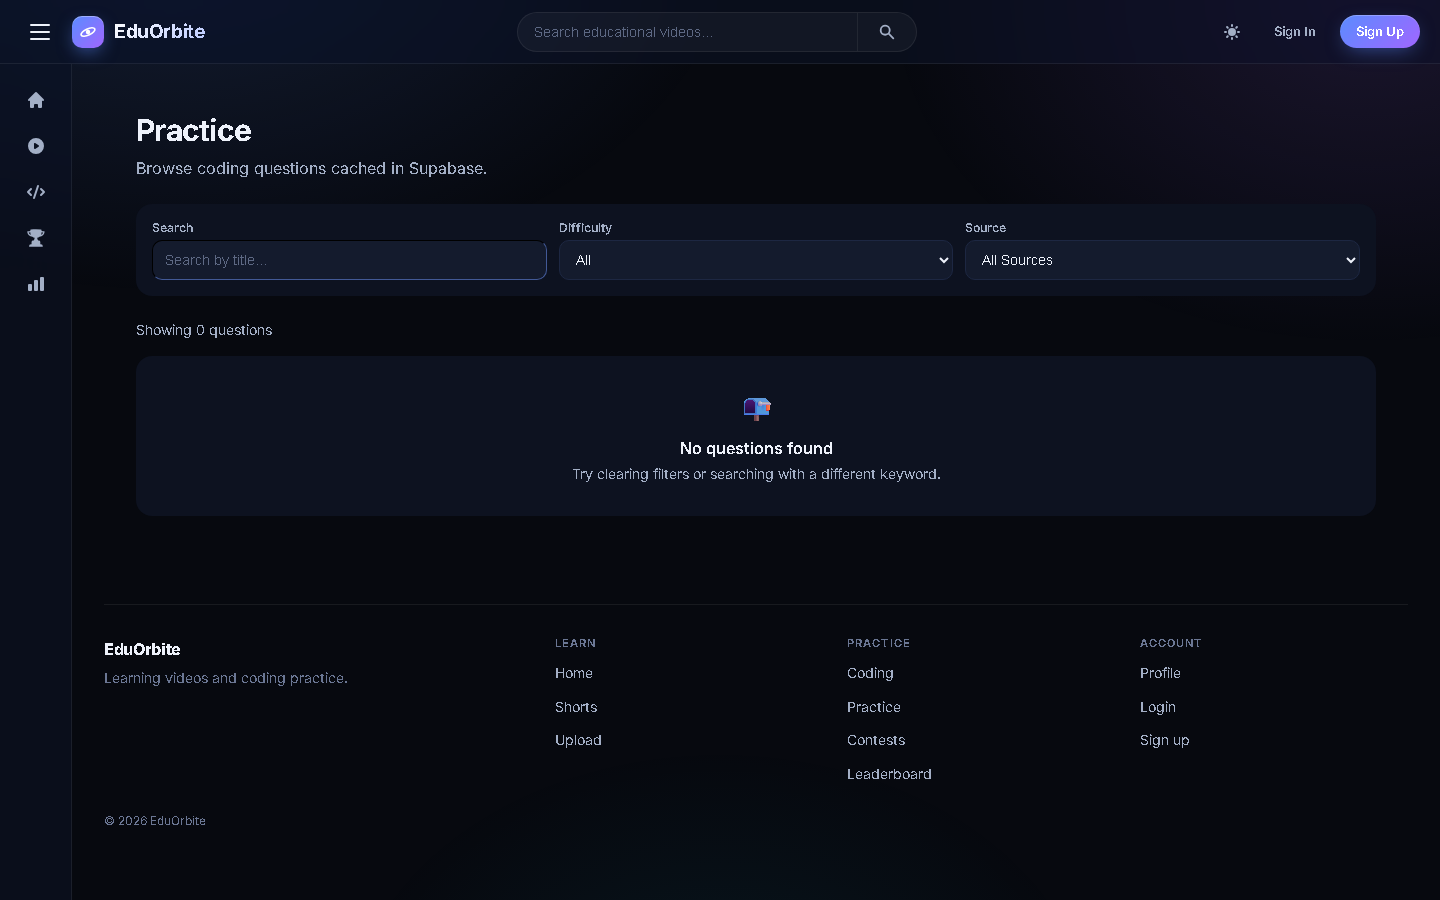 EduOrbite
Search educational videos...
Sign In
Sign Up
Practice
Browse coding questions cached in Supabase.
Search
Difficulty
Source
Search by title...
All
All Sources
Showing 0 questions
No questions found
Try clearing filters or searching with a different keyword.
EduOrbite
Learning videos and coding practice.
LEARN
Home
Shorts
Upload
PRACTICE
Coding
Practice
Contests
Leaderboard
ACCOUNT
Profile
Login
Sign up
© 2026 EduOrbite